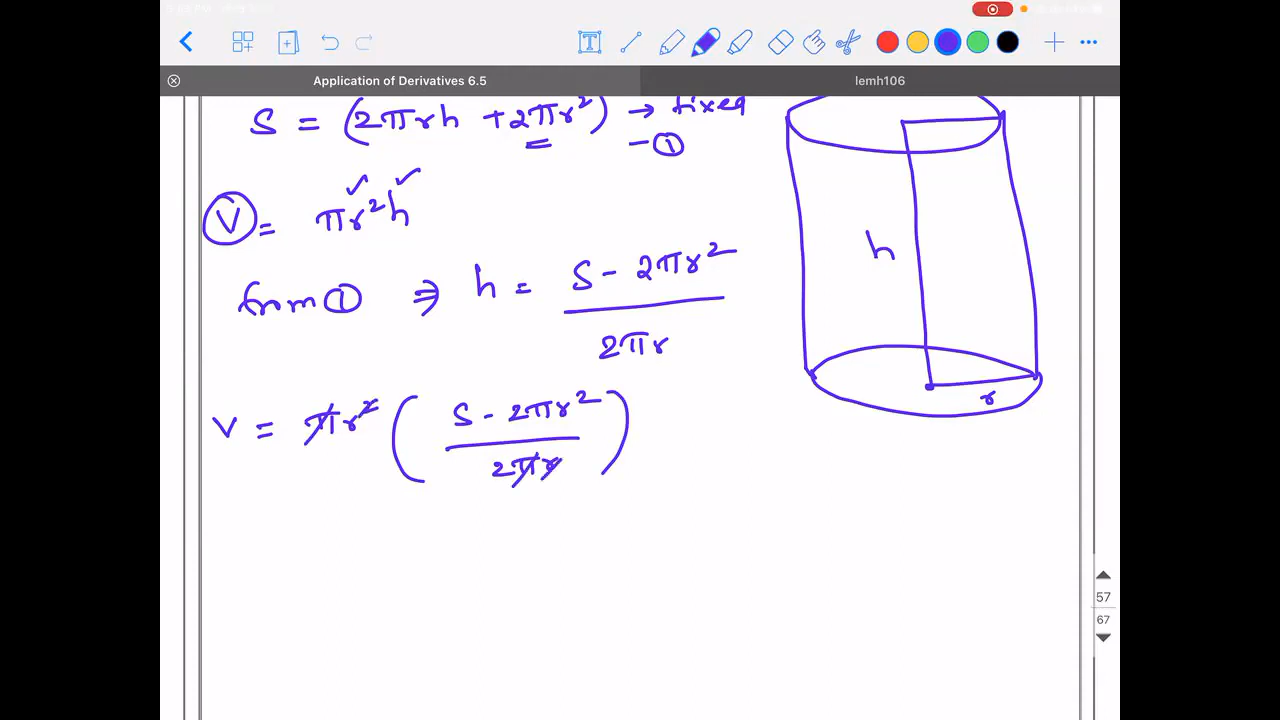 Application of Derivatives 6.5
lemh106
S = (2πrh + 2πr²) → fixed
- ①
V = πr²h
from ① ⇒ h = S - 2πr² / 2πr
h
r
V = πr² ( S - 2πr² / 2πr )
57
67